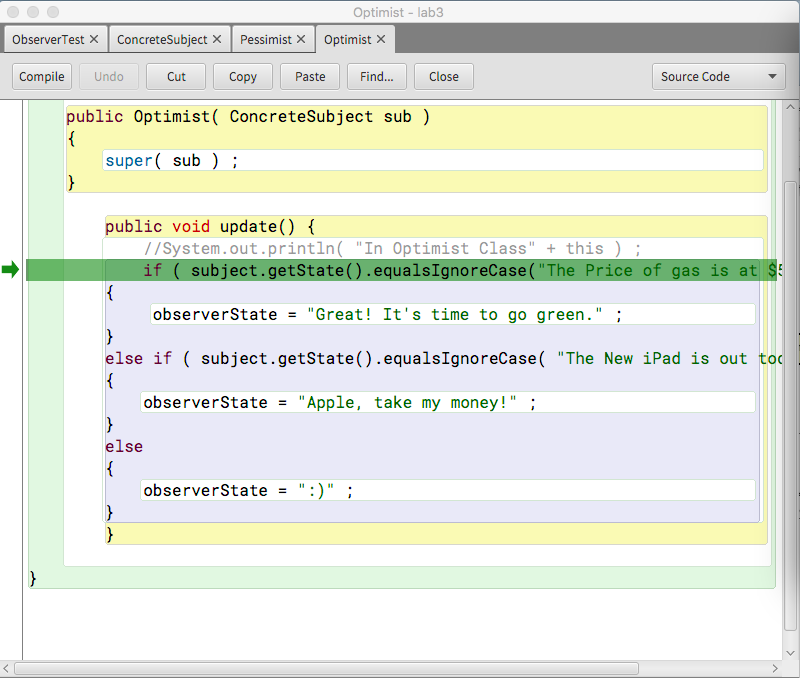 Optimist - lab3
ObserverTest ConcreteSubject Pessimist Optimist
Compile Undo Cut Copy Paste Find... Close Source Code
public Optimist( ConcreteSubject sub )
{
super( sub ) ;
}
public void update() {
//System.out.println( "In Optimist Class" + this ) ;
if ( subject.getState().equalsIgnoreCase("The Price of gas is at $5
{
observerState = "Great! It's time to go green." ;
}
else if ( subject.getState().equalsIgnoreCase( "The New iPad is out too
{
observerState = "Apple, take my money!" ;
}
else
{
observerState = ":)" ;
}
}
}